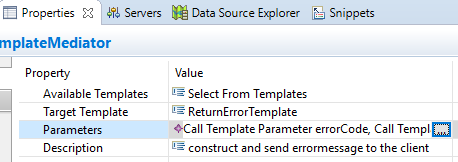 Properties Servers Data Source Explorer Snippets
mplateMediator
Property Value
Available Templates Select From Templates
Target Template ReturnErrorTemplate
Parameters Call Template Parameter errorCode, Call Templ ...
Description construct and send errormessage to the client